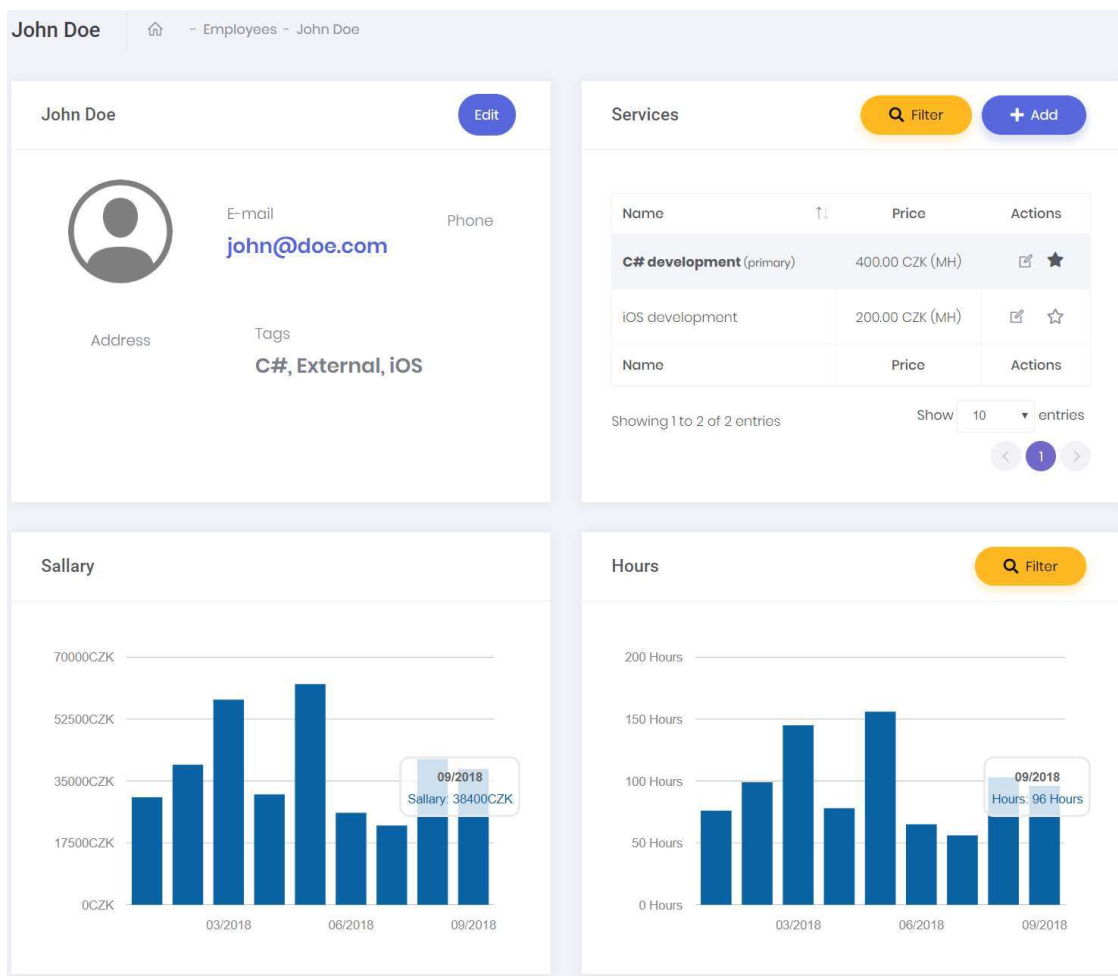 John Doe - Employees - John Doe
John Doe
Edit
E-mail
john@doe.com
Phone
Address
Tags
C#, External, iOS
Services
Filter
Add
Name Price Actions
C# development (primary) 400.00 CZK (MH)
iOS development 200.00 CZK (MH)
Name Price Actions
Showing 1 to 2 of 2 entries
Show 10 entries
1
Sallary
70000CZK
52500CZK
35000CZK
17500CZK
0CZK
09/2018
Sallary: 38400CZK
03/2018 06/2018 09/2018
Hours
Filter
200 Hours
150 Hours
100 Hours
50 Hours
0 Hours
09/2018
Hours: 96 Hours
03/2018 06/2018 09/2018